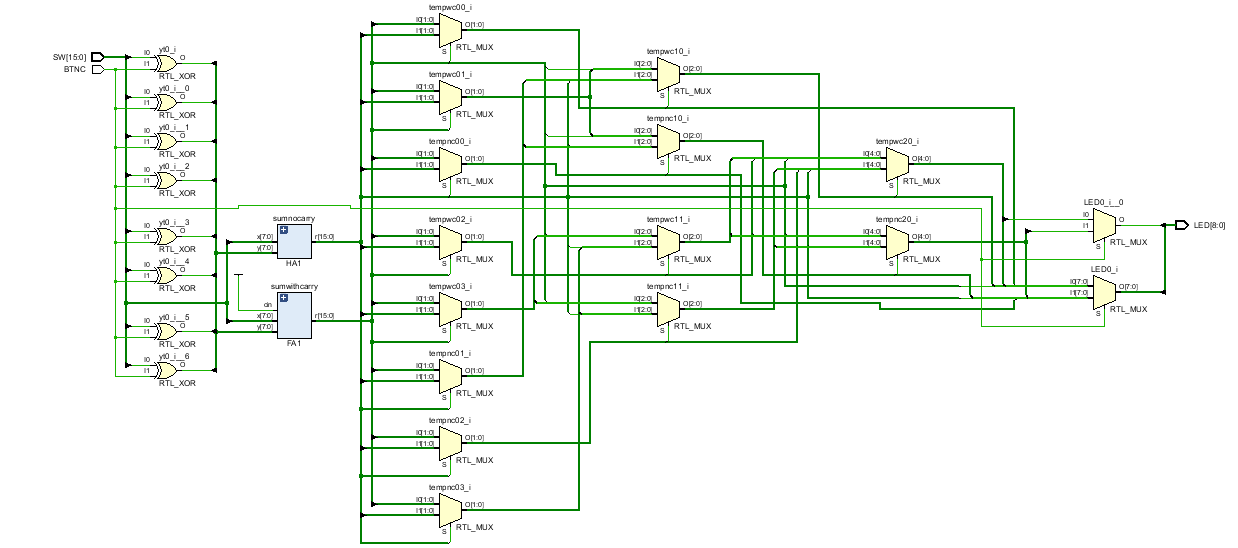 SW[15:0]
BTNC
yt0_i
I0
I1
O
RTL_XOR
yt0_i__0
I0
I1
O
RTL_XOR
yt0_i__1
I0
I1
O
RTL_XOR
yt0_i__2
I0
I1
O
RTL_XOR
yt0_i__3
I0
I1
O
RTL_XOR
yt0_i__4
I0
I1
O
RTL_XOR
yt0_i__5
I0
I1
O
RTL_XOR
yt0_i__6
I0
I1
O
RTL_XOR
sumnocarry
x[7:0]
y[7:0]
r[15:0]
HA1
sumwithcarry
cin
x[7:0]
y[7:0]
r[15:0]
FA1
tempwc00_i
I0[1:0]
I1[1:0]
S
O[1:0]
RTL_MUX
tempwc01_i
I0[1:0]
I1[1:0]
S
O[1:0]
RTL_MUX
tempnc00_i
I0[1:0]
I1[1:0]
S
O[1:0]
RTL_MUX
tempwc02_i
I0[1:0]
I1[1:0]
S
O[1:0]
RTL_MUX
tempwc03_i
I0[1:0]
I1[1:0]
S
O[1:0]
RTL_MUX
tempnc01_i
I0[1:0]
I1[1:0]
S
O[1:0]
RTL_MUX
tempnc02_i
I0[1:0]
I1[1:0]
S
O[1:0]
RTL_MUX
tempnc03_i
I0[1:0]
I1[1:0]
S
O[1:0]
RTL_MUX
tempwc10_i
I0[2:0]
I1[2:0]
S
O[2:0]
RTL_MUX
tempnc10_i
I0[2:0]
I1[2:0]
S
O[2:0]
RTL_MUX
tempwc11_i
I0[2:0]
I1[2:0]
S
O[2:0]
RTL_MUX
tempnc11_i
I0[2:0]
I1[2:0]
S
O[2:0]
RTL_MUX
tempwc20_i
I0[4:0]
I1[4:0]
S
O[4:0]
RTL_MUX
tempnc20_i
I0[4:0]
I1[4:0]
S
O[4:0]
RTL_MUX
LED0_i__0
I0
I1
S
O
RTL_MUX
LED0_i
I0[7:0]
I1[7:0]
S
O[7:0]
RTL_MUX
LED[8:0]